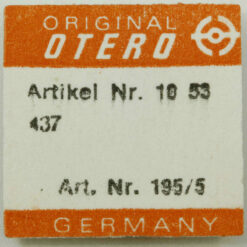 ORIGINAL
OTERO
Artikel Nr. 10 53
437
Art. Nr. 195/5
GERMANY